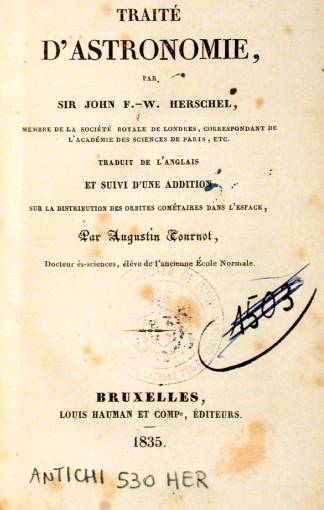 TRAITÉ
D'ASTRONOMIE,
PAR
SIR JOHN F.-W. HERSCHEL,
MEMBRE DE LA SOCIÉTÉ ROYALE DE LONDRES, CORRESPONDANT DE
L'ACADÉMIE DES SCIENCES DE PARIS, ETC.
TRADUIT DE L'ANGLAIS
ET SUIVI D'UNE ADDITION
SUR LA DISTRIBUTION DES ORBITES COMÉTAIRES DANS L'ESPACE,
Par Augustin Cournot,
Docteur ès-sciences, élève de l'ancienne École Normale.
1503
BRUXELLES,
LOUIS HAUMAN ET COMPe, ÉDITEURS.
1835.
ANTICHI 530 HER